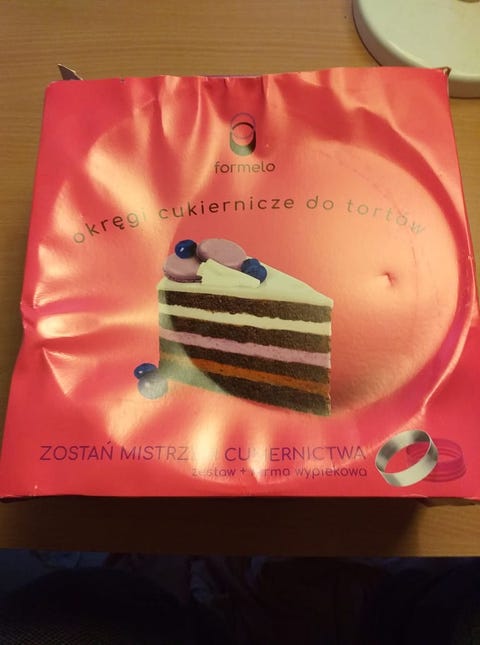 formelo
okręgi cukiernicze do tortów
ZOSTAŃ CUKIERNICTWA
zestaw + wypiekowa